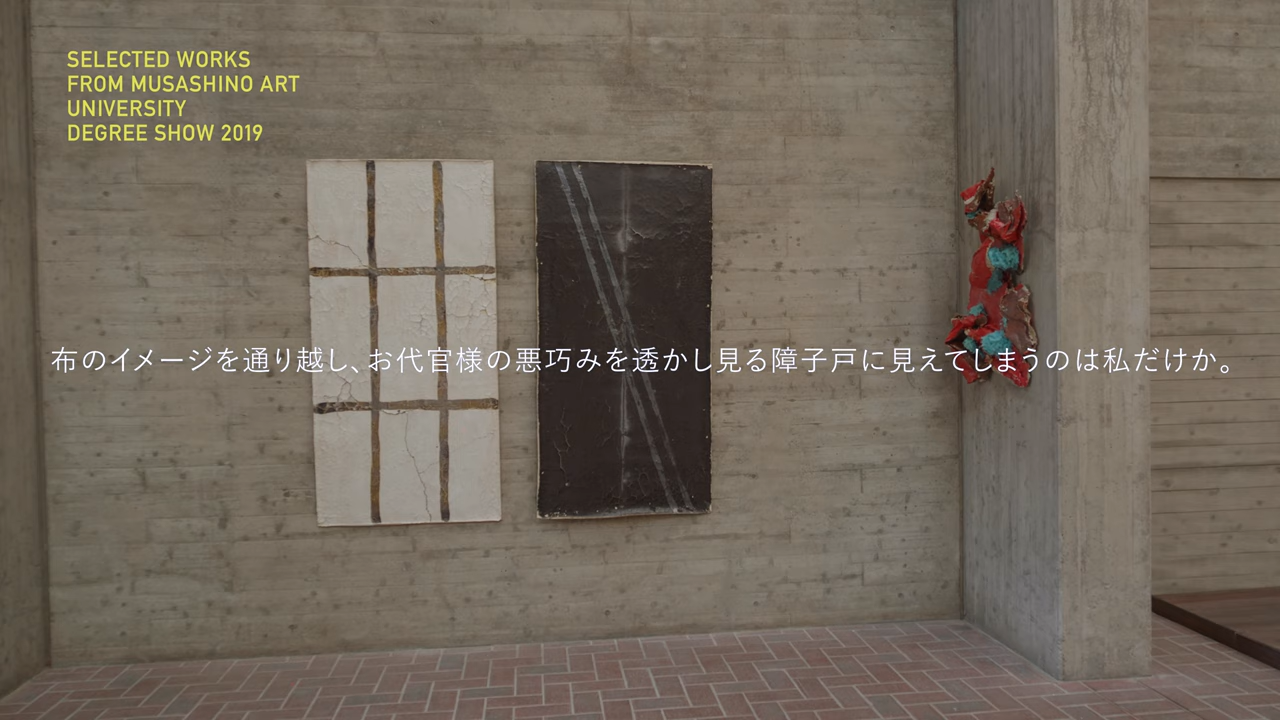 SELECTED WORKS
FROM MUSASHINO ART
UNIVERSITY
DEGREE SHOW 2019
布のイメージを通り越し、お代官様の悪巧みを透かし見る障子戸に見えてしまうのは私だけか。